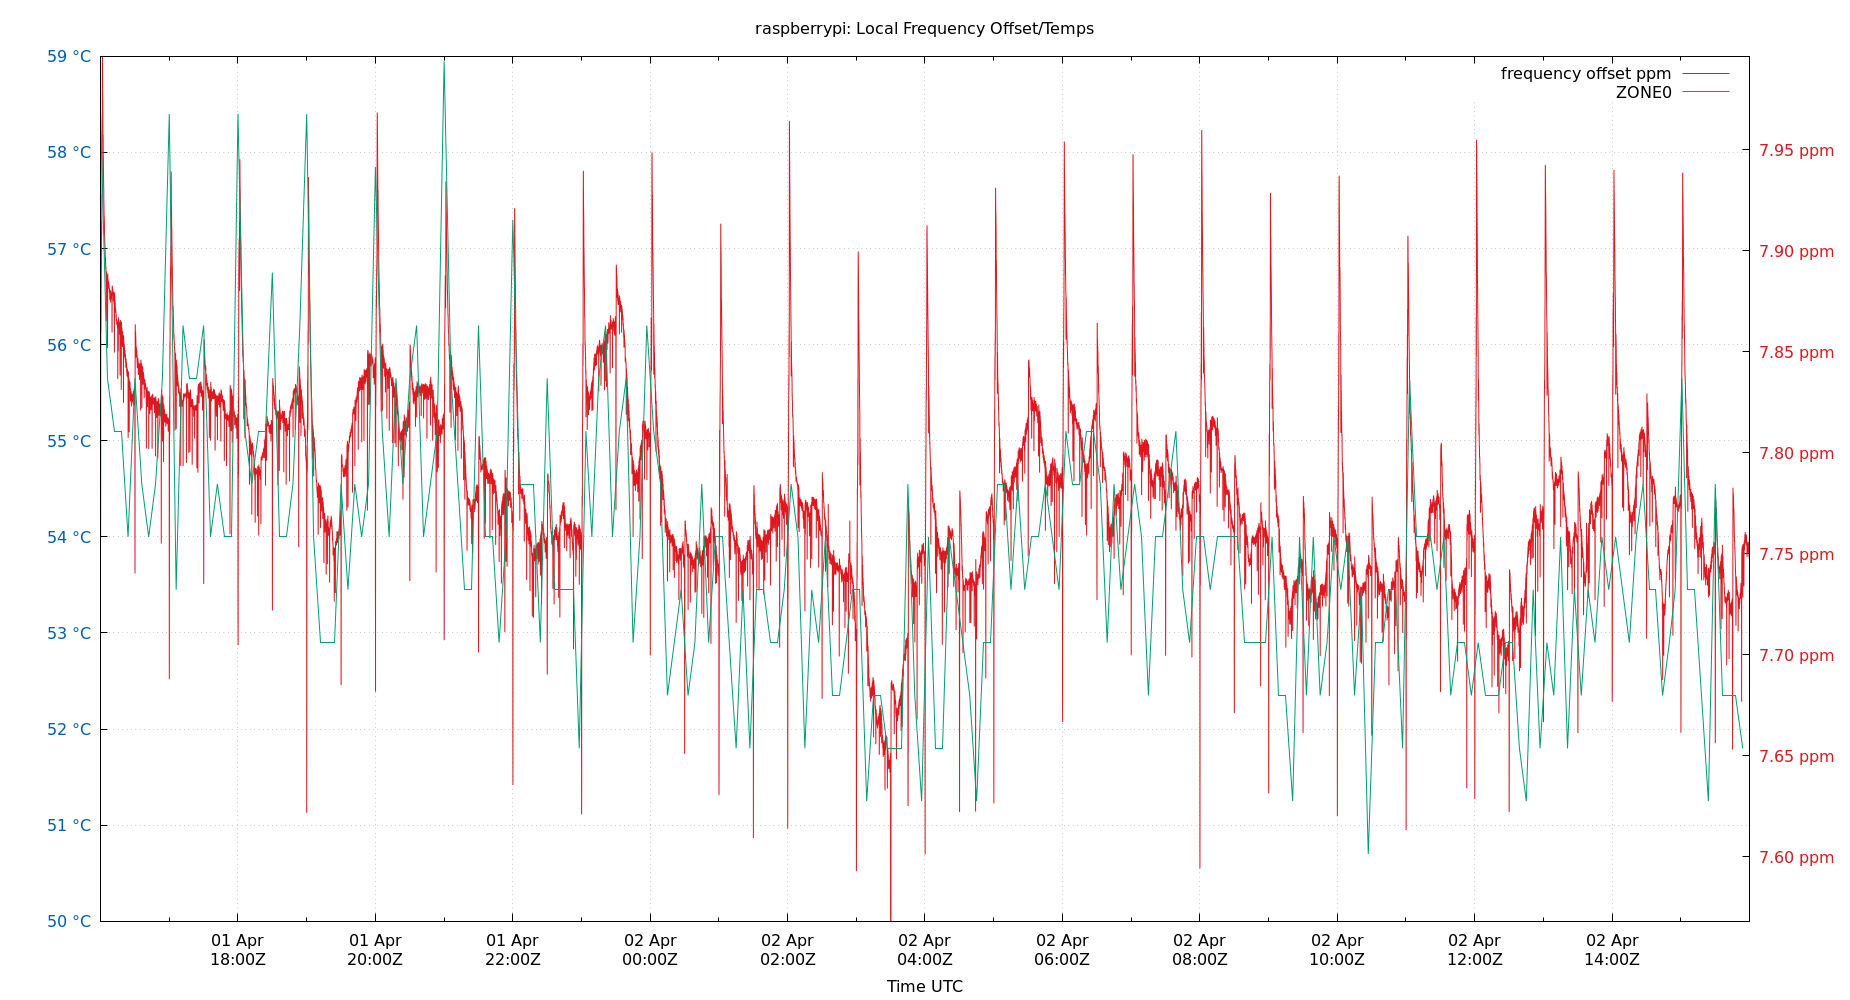 raspberrypi: Local Frequency Offset/Temps
frequency offset ppm
ZONE0
59 °C
58 °C
57 °C
56 °C
55 °C
54 °C
53 °C
52 °C
51 °C
50 °C
7.95 ppm
7.90 ppm
7.85 ppm
7.80 ppm
7.75 ppm
7.70 ppm
7.65 ppm
7.60 ppm
01 Apr
18:00Z
01 Apr
20:00Z
01 Apr
22:00Z
02 Apr
00:00Z
02 Apr
02:00Z
02 Apr
04:00Z
02 Apr
06:00Z
02 Apr
08:00Z
02 Apr
10:00Z
02 Apr
12:00Z
02 Apr
14:00Z
Time UTC